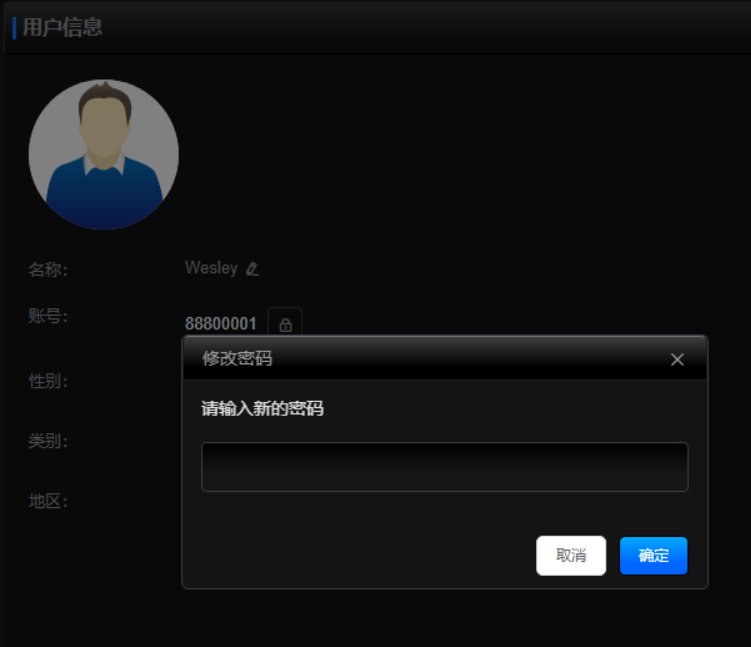 用户信息
名称: Wesley
账号: 88800001
修改密码
性别:
请输入新的密码
类别:
地区:
取消 确定